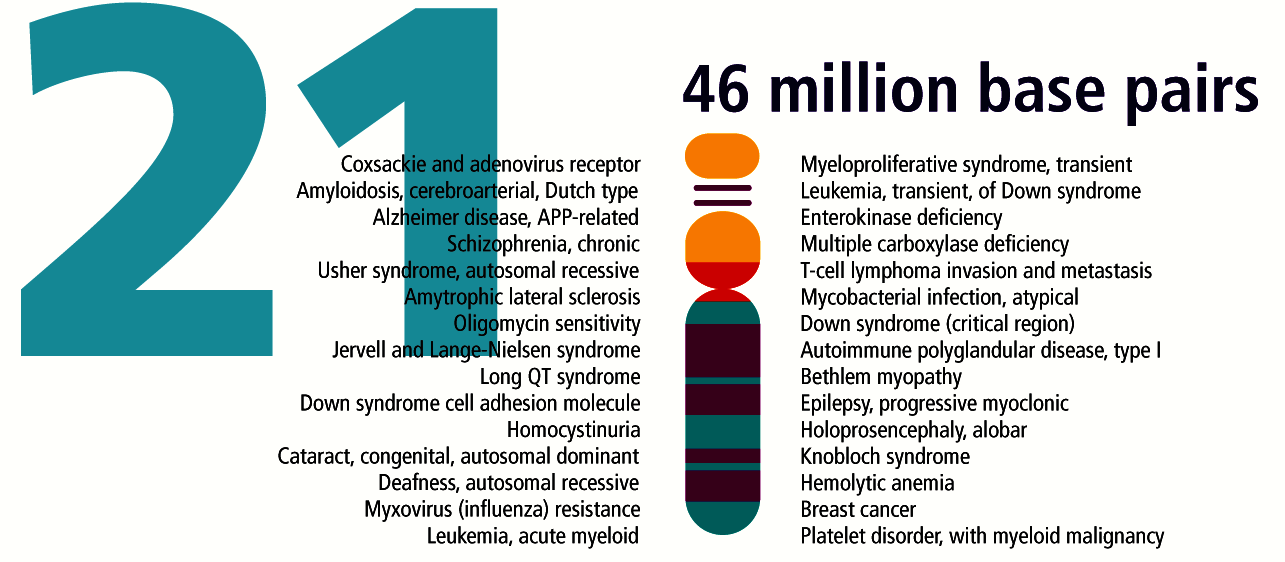 21
46 million base pairs
Coxsackie and adenovirus receptor
Amyloidosis, cerebroarterial, Dutch type
Alzheimer disease, APP-related
Schizophrenia, chronic
Usher syndrome, autosomal recessive
Amytrophic lateral sclerosis
Oligomycin sensitivity
Jervell and Lange-Nielsen syndrome
Long QT syndrome
Down syndrome cell adhesion molecule
Homocystinuria
Cataract, congenital, autosomal dominant
Deafness, autosomal recessive
Myxovirus (influenza) resistance
Leukemia, acute myeloid
Myeloproliferative syndrome, transient
Leukemia, transient, of Down syndrome
Enterokinase deficiency
Multiple carboxylase deficiency
T-cell lymphoma invasion and metastasis
Mycobacterial infection, atypical
Down syndrome (critical region)
Autoimmune polyglandular disease, type I
Bethlem myopathy
Epilepsy, progressive myoclonic
Holoprosencephaly, alobar
Knobloch syndrome
Hemolytic anemia
Breast cancer
Platelet disorder, with myeloid malignancy